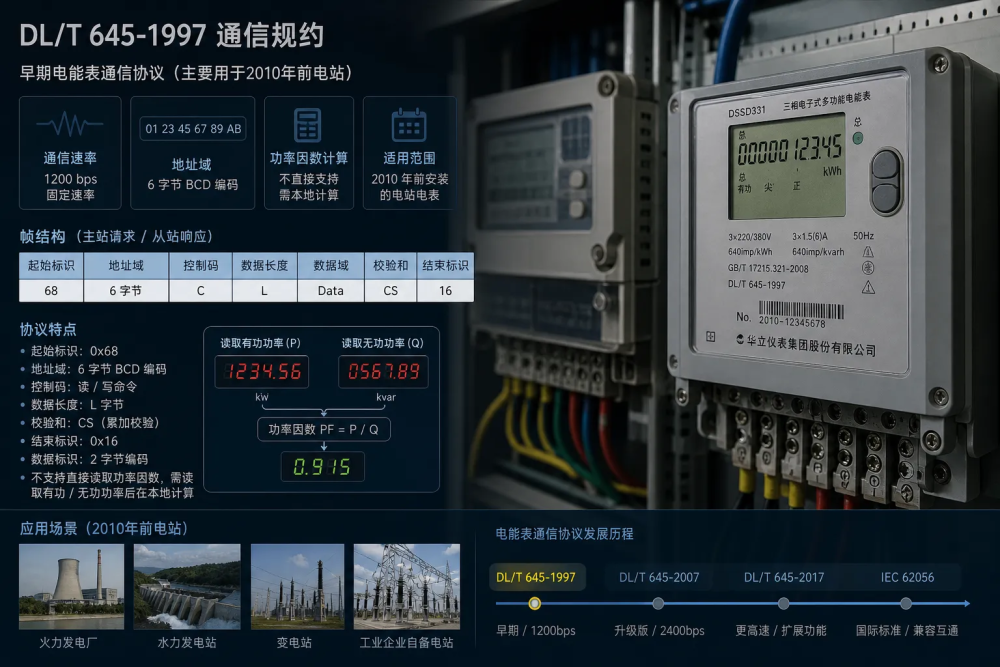 DL/T 645-1997 通信规约
早期电能表通信协议（主要用于2010年前电站）
通信速率
1200 bps
固定速率
01 23 45 67 89 AB
地址域
6 字节 BCD 编码
功率因数计算
不直接支持
需本地计算
适用范围
2010 年前安装
的电站电表
帧结构 （主站请求 / 从站响应）
起始标识 地址域 控制码 数据长度 数据域 校验和 结束标识
68 6 字节 C L Data CS 16
协议特点
• 起始标识：0x68
• 地址域：6 字节 BCD 编码
• 控制码：读 / 写命令
• 数据长度：L 字节
• 校验和：CS（累加校验）
• 结束标识：0x16
• 数据标识：2 字节编码
• 不支持直接读取功率因数，需读
取有功 / 无功功率后在本地计算
读取有功功率(P) 读取无功功率(Q)
1234.56 0567.89
kw kvar
功率因数 PF = P / Q
0.915
DSSD331 三相电子式多功能电能表
总 总
00000123.45
kWh
总
有功 尖 正
3×220/380V 3×1.5(6)A 50Hz
640imp/kWh 640imp/kvarh
GB/T 17215.321-2008
DL/T 645-1997
No. 2010-12345678
华立仪表集团股份有限公司
应用场景（2010年前电站）
火力发电厂 水力发电站 变电站 工业企业自备电站
电能表通信协议发展历程
DL/T 645-1997 DL/T 645-2007 DL/T 645-2017 IEC 62056
早期 / 1200bps 升级版 / 2400bps 更高速 / 扩展功能 国际标准 / 兼容互通